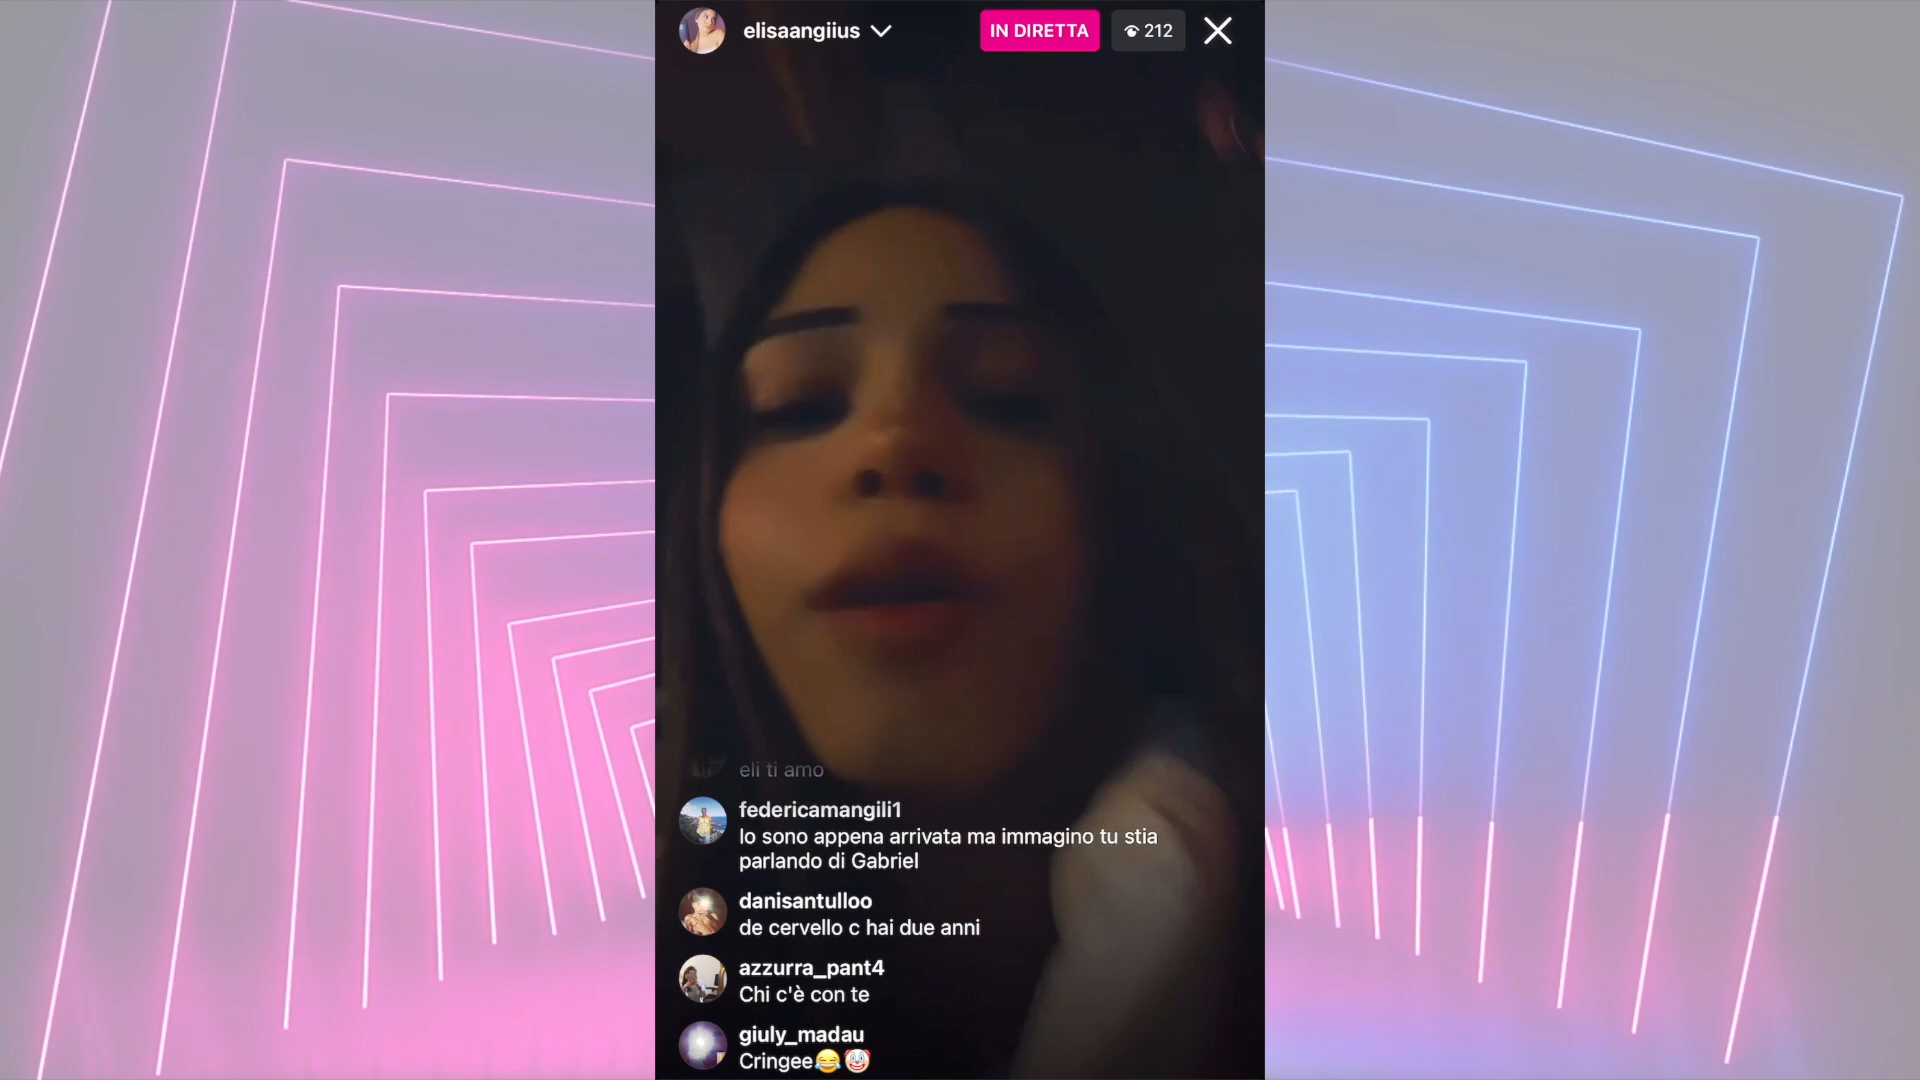 elisaangiius
IN DIRETTA
212
eli ti amo
federicamangili1
Io sono appena arrivata ma immagino tu stia
parlando di Gabriel
danisantulloo
de cervello c hai due anni
azzurra_pant4
Chi c'è con te
giuly_madau
Cringee😂🤡